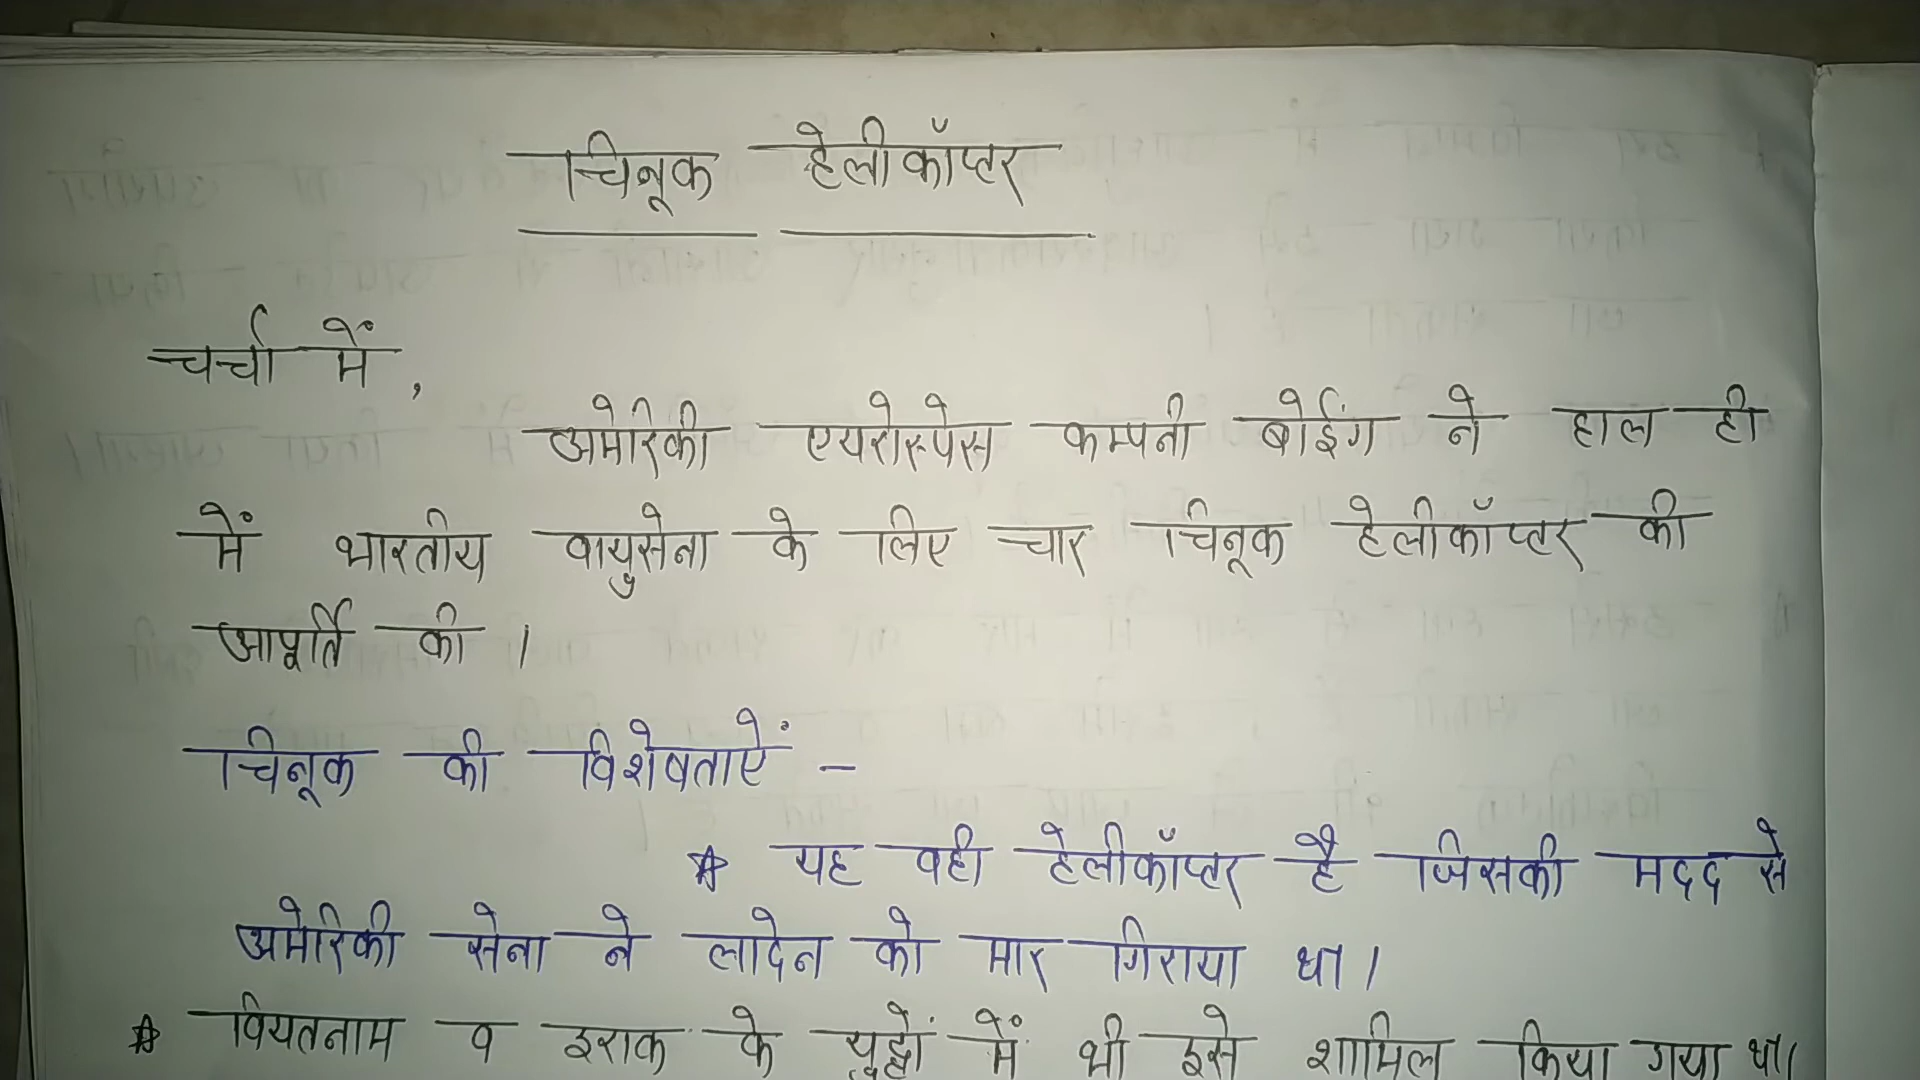 चिनूक हेलीकॉप्टर
चर्चा में,
अमेरिकी एयरोस्पेस कम्पनी बोईंग ने हाल ही
में भारतीय वायुसेना के लिए चार चिनूक हेलीकॉप्टर की
आपूर्ति की ।
चिनूक की विशेषताऐं –
☆ यह वही हेलीकॉप्टर है जिसकी मदद से
अमेरिकी सेना ने लादेन को मार गिराया था ।
☆ वियतनाम व इराक के युद्धों में भी इसे शामिल किया गया था ।